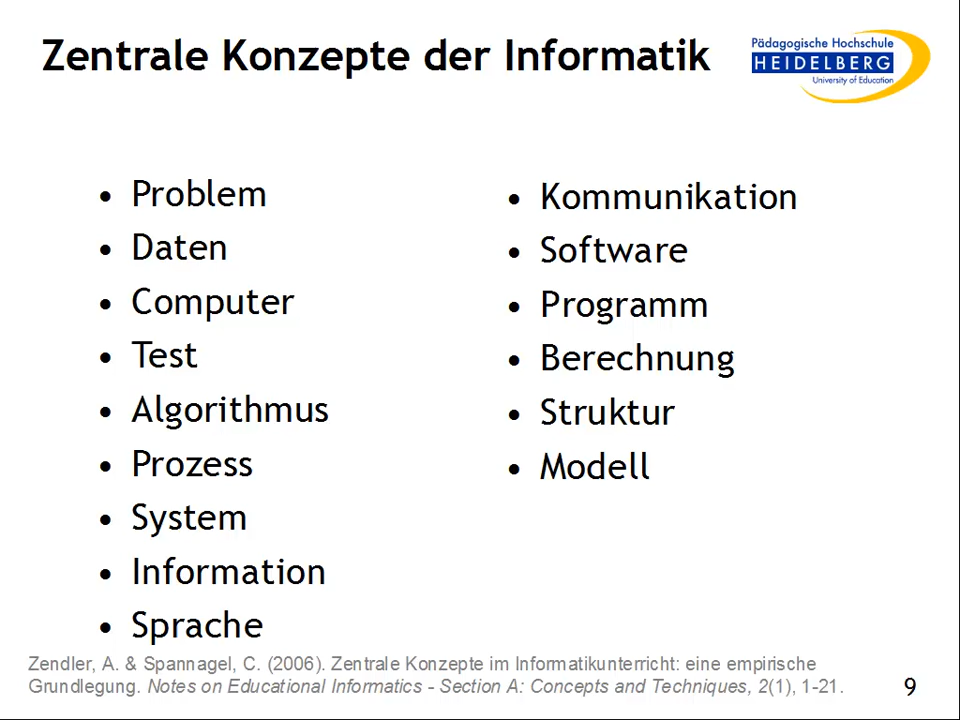 Zentrale Konzepte der Informatik
Pädagogische Hochschule
HEIDELBERG
University of Education
• Problem
• Daten
• Computer
• Test
• Algorithmus
• Prozess
• System
• Information
• Sprache
• Kommunikation
• Software
• Programm
• Berechnung
• Struktur
• Modell
Zendler, A. & Spannagel, C. (2006). Zentrale Konzepte im Informatikunterricht: eine empirische
Grundlegung. Notes on Educational Informatics - Section A: Concepts and Techniques, 2(1), 1-21.
9